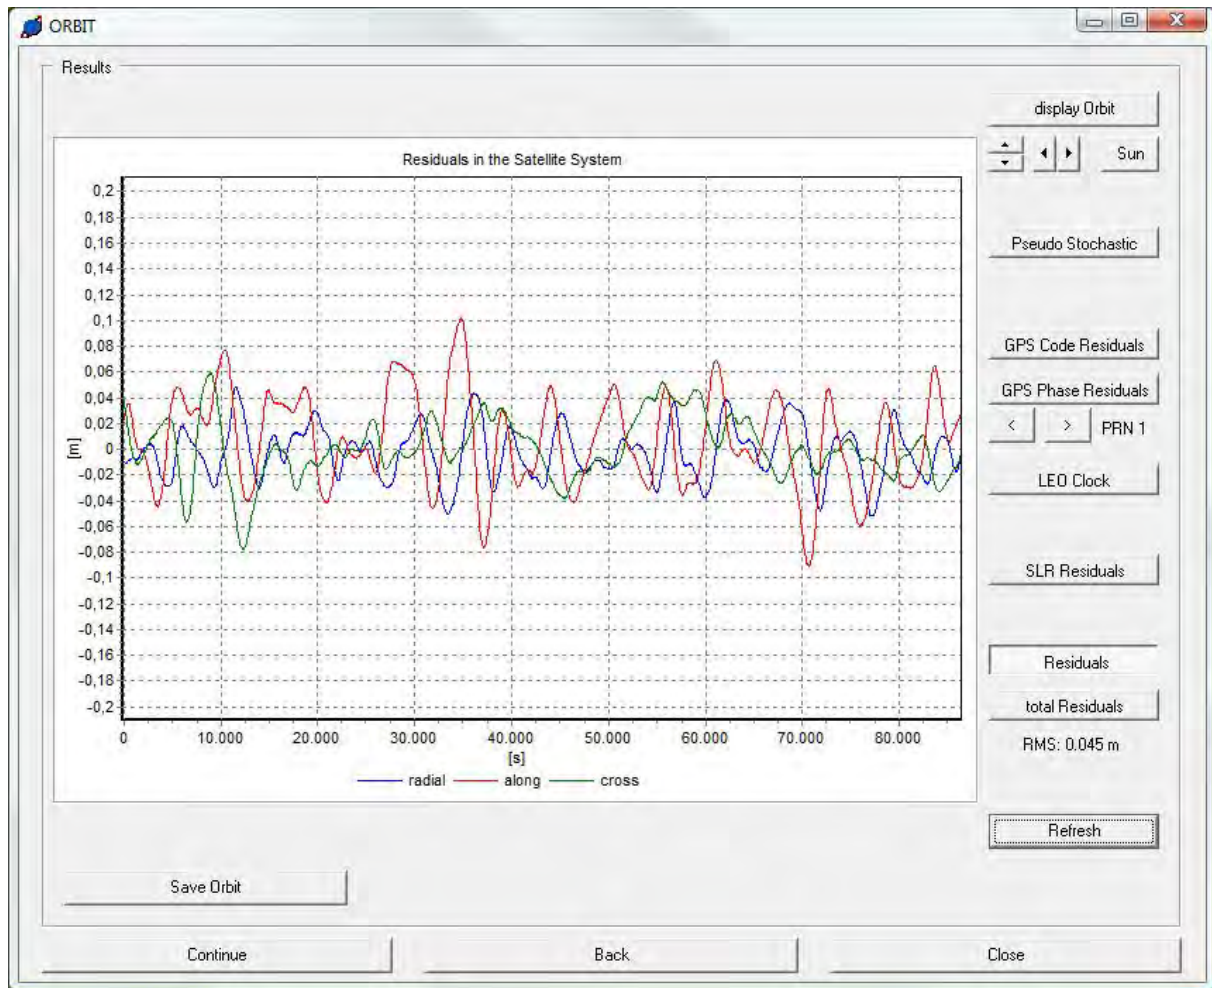 ORBIT
Results
display Orbit
Sun
Residuals in the Satellite System
0,2
0,18
0,16
0,14
0,12
0,1
0,08
0,06
0,04
0,02
0
-0,02
-0,04
-0,06
-0,08
-0,1
-0,12
-0,14
-0,16
-0,18
-0,2
[m]
0 10.000 20.000 30.000 40.000 50.000 60.000 70.000 80.000
[s]
radial along cross
Pseudo Stochastic
GPS Code Residuals
GPS Phase Residuals
< > PRN 1
LEO Clock
SLR Residuals
Residuals
total Residuals
RMS: 0.045 m
Refresh
Save Orbit
Continue Back Close